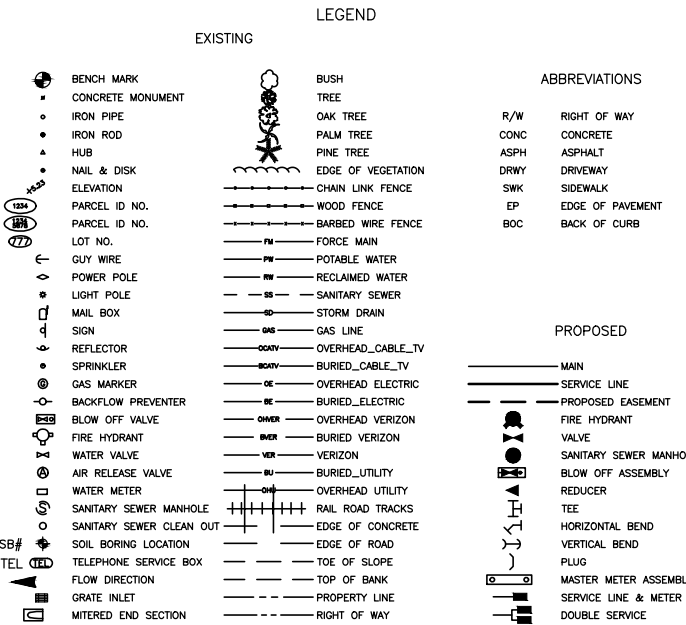 LEGEND
EXISTING
BENCH MARK
CONCRETE MONUMENT
IRON PIPE
IRON ROD
HUB
NAIL & DISK
+5.23 ELEVATION
1234 PARCEL ID NO.
1234 5678 PARCEL ID NO.
777 LOT NO.
GUY WIRE
POWER POLE
LIGHT POLE
MAIL BOX
SIGN
REFLECTOR
SPRINKLER
G GAS MARKER
BACKFLOW PREVENTER
BLOW OFF VALVE
FIRE HYDRANT
WATER VALVE
A AIR RELEASE VALVE
WATER METER
S SANITARY SEWER MANHOLE
SANITARY SEWER CLEAN OUT
SB# SOIL BORING LOCATION
TEL TEL TELEPHONE SERVICE BOX
FLOW DIRECTION
GRATE INLET
MITERED END SECTION
BUSH
TREE
OAK TREE
PALM TREE
PINE TREE
EDGE OF VEGETATION
CHAIN LINK FENCE
WOOD FENCE
BARBED WIRE FENCE
FM FORCE MAIN
PW POTABLE WATER
RW RECLAIMED WATER
SS SANITARY SEWER
SD STORM DRAIN
GAS GAS LINE
OCATV OVERHEAD_CABLE_TV
BCATV BURIED_CABLE_TV
OE OVERHEAD ELECTRIC
BE BURIED_ELECTRIC
OHVER OVERHEAD VERIZON
BVER BURIED VERIZON
VER VERIZON
BU BURIED_UTILITY
OHU OVERHEAD UTILITY
RAIL ROAD TRACKS
EDGE OF CONCRETE
EDGE OF ROAD
TOE OF SLOPE
TOP OF BANK
PROPERTY LINE
RIGHT OF WAY
ABBREVIATIONS
R/W RIGHT OF WAY
CONC CONCRETE
ASPH ASPHALT
DRWY DRIVEWAY
SWK SIDEWALK
EP EDGE OF PAVEMENT
BOC BACK OF CURB
PROPOSED
MAIN
SERVICE LINE
PROPOSED EASEMENT
FIRE HYDRANT
VALVE
SANITARY SEWER MANHO
BLOW OFF ASSEMBLY
REDUCER
TEE
HORIZONTAL BEND
VERTICAL BEND
PLUG
MASTER METER ASSEMBL
SERVICE LINE & METER
DOUBLE SERVICE